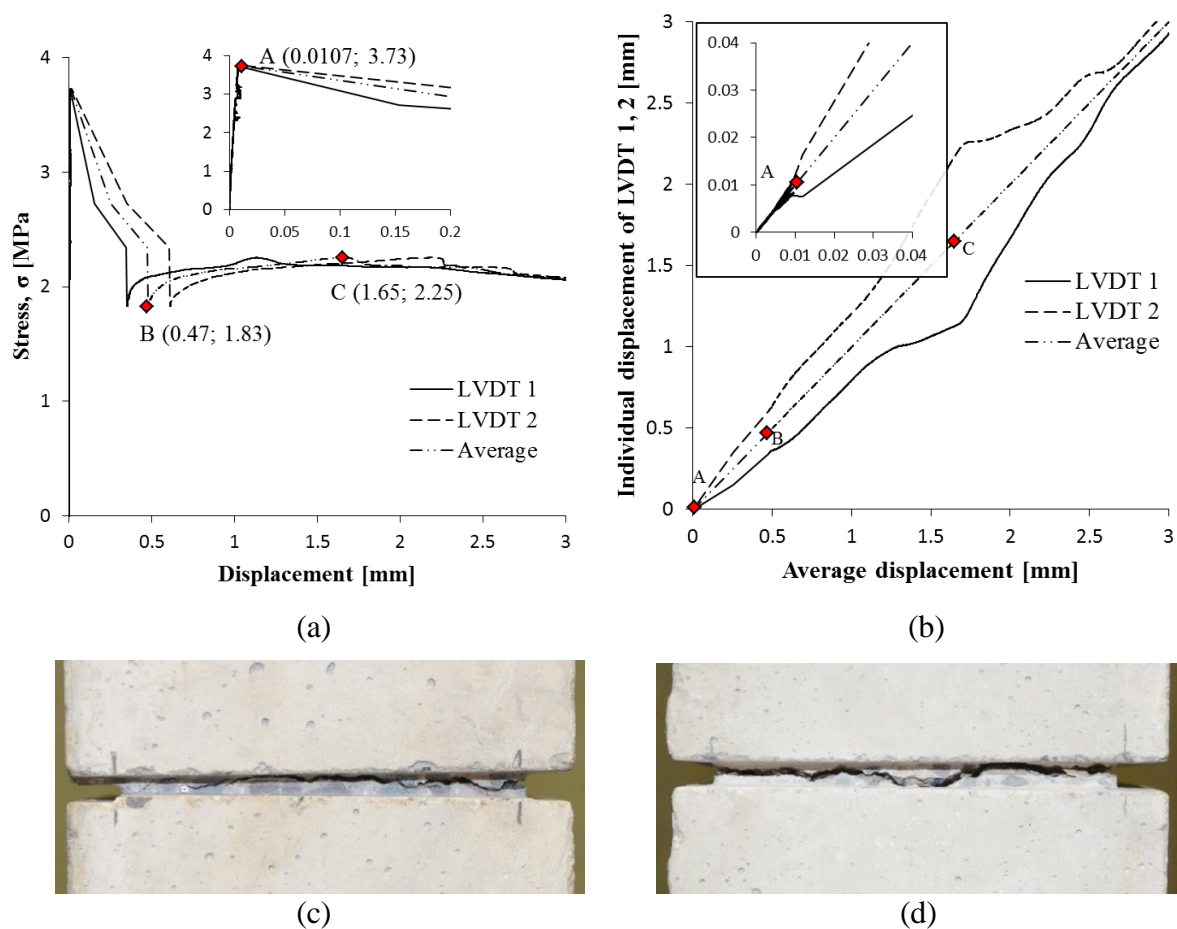 Stress, σ [MPa]
4
3
2
1
0
0
0.5
1
1.5
2
2.5
3
Displacement [mm]
A (0.0107; 3.73)
4
3
2
1
0
0
0.05
0.1
0.15
0.2
B (0.47; 1.83)
C (1.65; 2.25)
LVDT 1
LVDT 2
Average
(a)
Individual displacement of LVDT 1, 2 [mm]
3
2.5
2
1.5
1
0.5
0
0
0.5
1
1.5
2
2.5
3
Average displacement [mm]
0.04
0.03
0.02
0.01
0
0
0.01
0.02
0.03
0.04
A
A
B
C
LVDT 1
LVDT 2
Average
(b)
(c)
(d)